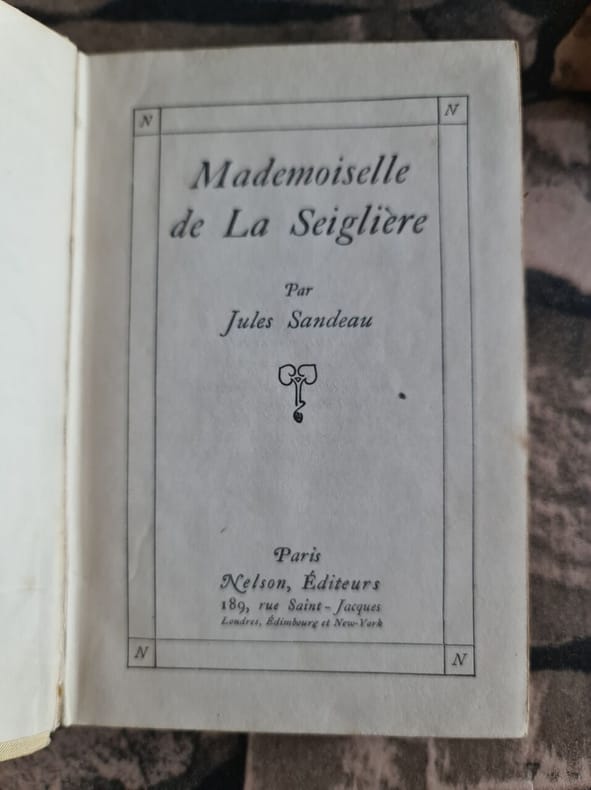 N
N
Mademoiselle
de La Seiglière
Par
Jules Sandeau
Paris
Nelson, Éditeurs
189, rue Saint-Jacques
Londres, Édimbourg et New-York
N
N